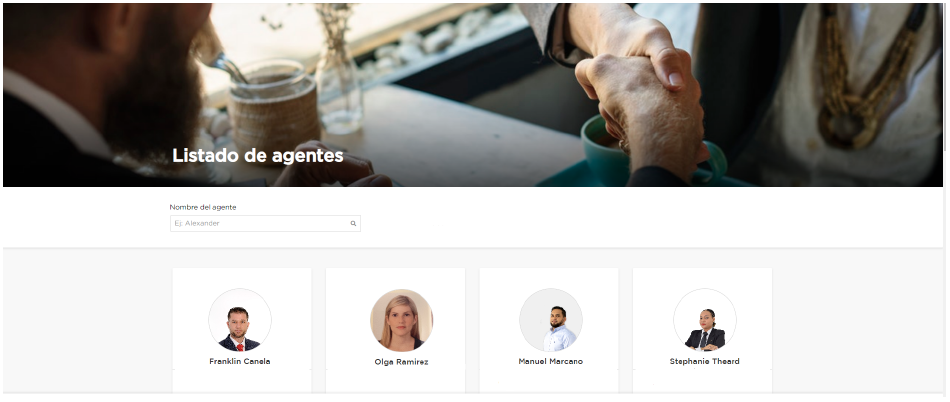 Listado de agentes
Nombre del agente
Ej: Alexander
Franklin Canela
Olga Ramirez
Manuel Marcano
Stephanie Theard